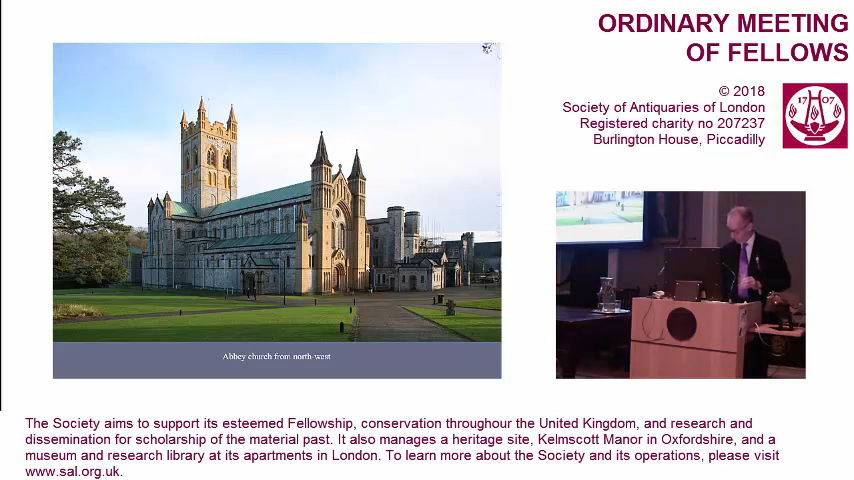 ORDINARY MEETING
OF FELLOWS
© 2018
Society of Antiquaries of London
Registered charity no 207237
Burlington House, Piccadilly
17 07
Abbey church from north-west
The Society aims to support its esteemed Fellowship, conservation throughour the United Kingdom, and research and
dissemination for scholarship of the material past. It also manages a heritage site, Kelmscott Manor in Oxfordshire, and a
museum and research library at its apartments in London. To learn more about the Society and its operations, please visit
www.sal.org.uk.